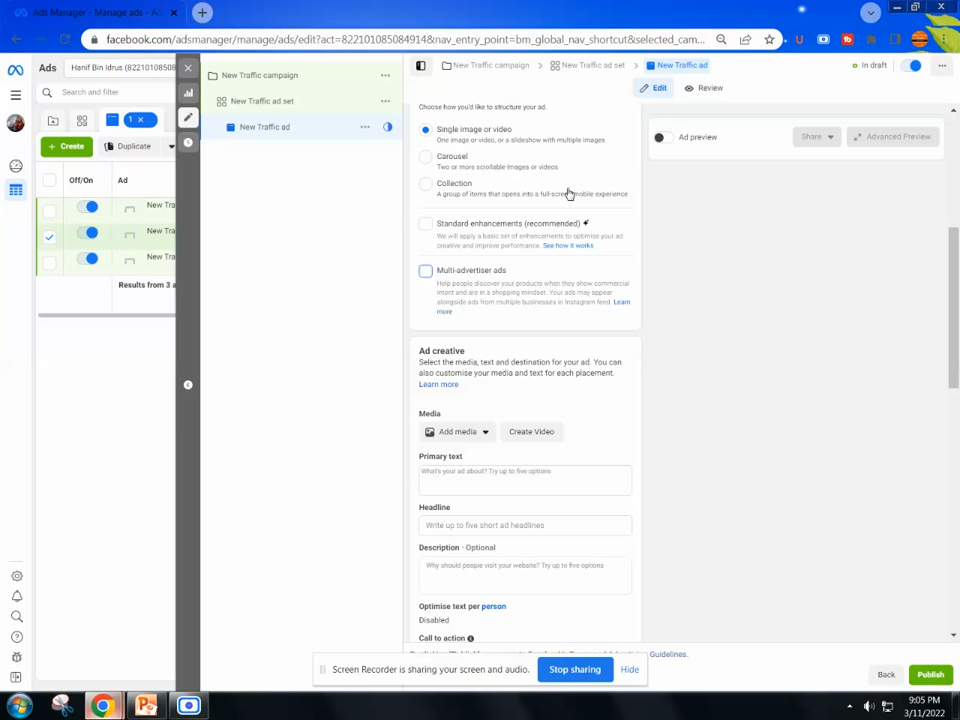 Ads Manager - Manage ads - Ad
facebook.com/adsmanager/manage/ads/edit?act=822101085084914&nav_entry_point=bm_global_nav_shortcut&selected_cam...
Ads
Hanif Bin Idrus (8221010850
Search and filter
1
Create
Duplicate
Off/On
Ad
New Tra
New Tra
New Tra
Results from 3 a
New Traffic campaign
New Traffic ad set
New Traffic ad
New Traffic campaign
New Traffic ad set
New Traffic ad
In draft
Edit
Review
Choose how you'd like to structure your ad.
Single image or video
One image or video, or a slideshow with multiple images
Carousel
Two or more scrollable images or videos
Collection
A group of items that opens into a full-screen mobile experience
Standard enhancements (recommended)
We will apply a basic set of enhancements to optimise your ad
creative and improve performance. See how it works
Multi-advertiser ads
Help people discover your products when they show commercial
intent and are in a shopping mindset. Your ads may appear
alongside ads from multiple businesses in Instagram feed. Learn
more
Ad creative
Select the media, text and destination for your ad. You can
also customise your media and text for each placement.
Learn more
Media
Add media
Create Video
Primary text
What's your ad about? Try up to five options
Headline
Write up to five short ad headlines
Description · Optional
Why should people visit your website? Try up to five options
Optimise text per person
Disabled
Call to action
Ad preview
Share
Advanced Preview
Guidelines.
Screen Recorder is sharing your screen and audio.
Stop sharing
Hide
Back
Publish
9:05 PM
3/11/2022